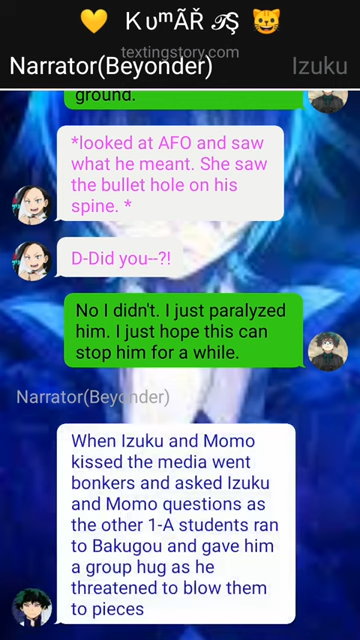 💛 Kυᵐã𝐑̌ 𝒯Ş 😺
textingstory.com
Narrator(Beyonder) Izuku
ground.
*looked at AFO and saw
what he meant. She saw
the bullet hole on his
spine. *
D-Did you--?!
No I didn't. I just paralyzed
him. I just hope this can
stop him for a while.
Narrator(Beyonder)
When Izuku and Momo
kissed the media went
bonkers and asked Izuku
and Momo questions as
the other 1-A students ran
to Bakugou and gave him
a group hug as he
threatened to blow them
to pieces